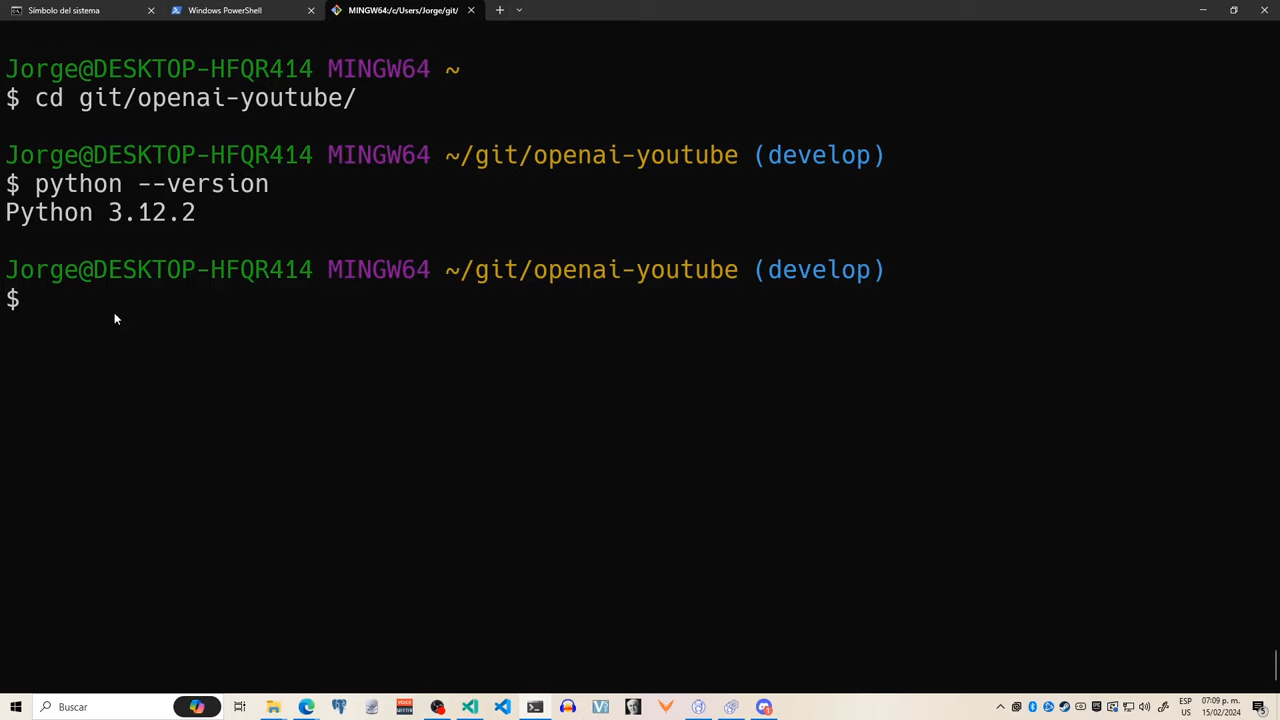 Símbolo del sistema
Windows PowerShell
MINGW64:/c/Users/Jorge/git/
Jorge@DESKTOP-HFQR414 MINGW64 ~
$ cd git/openai-youtube/
Jorge@DESKTOP-HFQR414 MINGW64 ~/git/openai-youtube (develop)
$ python --version
Python 3.12.2
Jorge@DESKTOP-HFQR414 MINGW64 ~/git/openai-youtube (develop)
$
Buscar
ESP
07:09 p. m.
US
15/02/2024